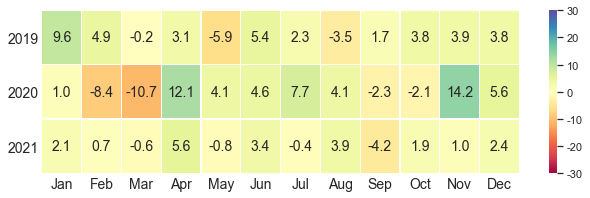 2019 9.6 4.9 -0.2 3.1 -5.9 5.4 2.3 -3.5 1.7 3.8 3.9 3.8
2020 1.0 -8.4 -10.7 12.1 4.1 4.6 7.7 4.1 -2.3 -2.1 14.2 5.6
2021 2.1 0.7 -0.6 5.6 -0.8 3.4 -0.4 3.9 -4.2 1.9 1.0 2.4
Jan Feb Mar Apr May Jun Jul Aug Sep Oct Nov Dec
30
20
10
0
-10
-20
-30